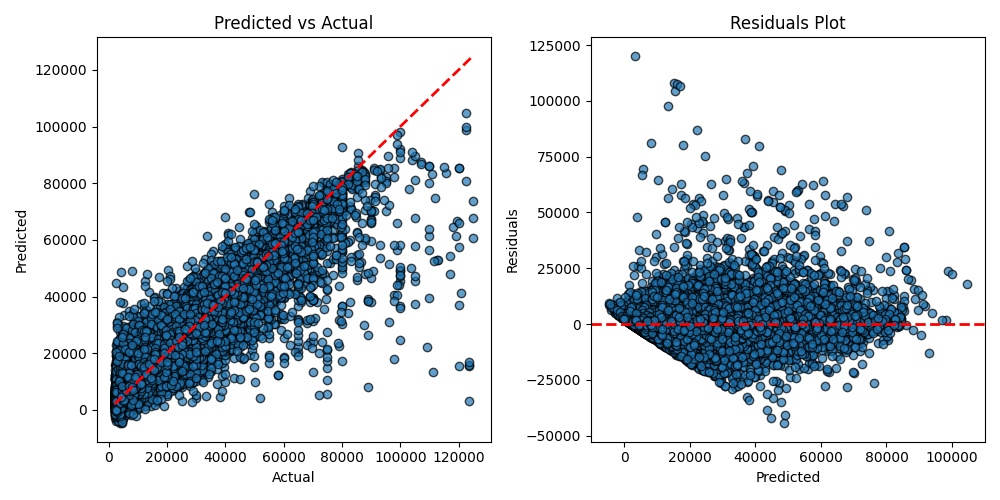 Predicted vs Actual
120000
100000
80000
60000
40000
20000
0
Predicted
0 20000 40000 60000 80000 100000 120000
Actual
Residuals Plot
125000
100000
75000
50000
25000
0
−25000
−50000
Residuals
0 20000 40000 60000 80000 100000
Predicted